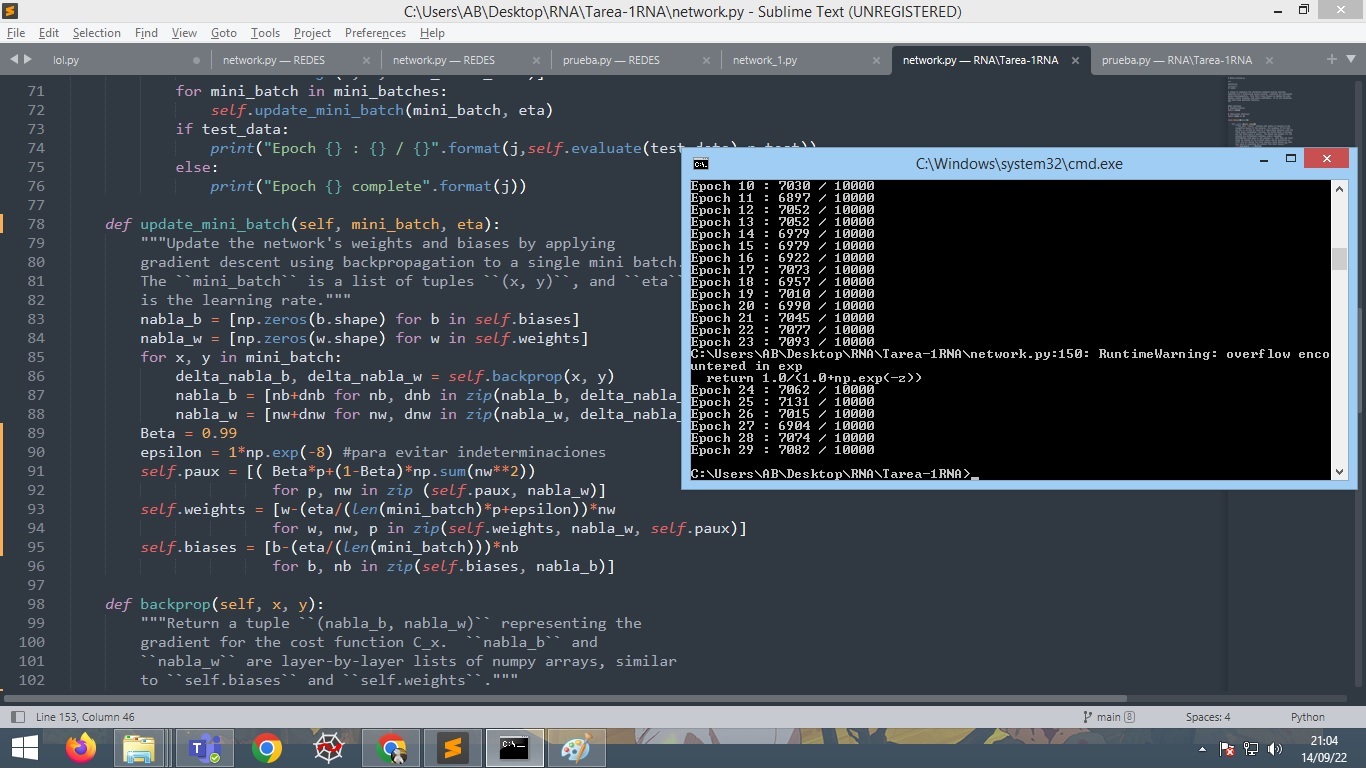 C:\Users\AB\Desktop\RNA\Tarea-1RNA\network.py - Sublime Text (UNREGISTERED)
File Edit Selection Find View Goto Tools Project Preferences Help
lol.py network.py — REDES network.py — REDES prueba.py — REDES network_1.py network.py — RNA\Tarea-1RNA prueba.py — RNA\Tarea-1RNA
71 for mini_batch in mini_batches:
72 self.update_mini_batch(mini_batch, eta)
73 if test_data:
74 print("Epoch {} : {} / {}".format(j,self.evaluate(test_data),n_test))
75 else:
76 print("Epoch {} complete".format(j))
77
78 def update_mini_batch(self, mini_batch, eta):
79 """Update the network's weights and biases by applying
80 gradient descent using backpropagation to a single mini batch.
81 The ``mini_batch`` is a list of tuples ``(x, y)``, and ``eta``
82 is the learning rate."""
83 nabla_b = [np.zeros(b.shape) for b in self.biases]
84 nabla_w = [np.zeros(w.shape) for w in self.weights]
85 for x, y in mini_batch:
86 delta_nabla_b, delta_nabla_w = self.backprop(x, y)
87 nabla_b = [nb+dnb for nb, dnb in zip(nabla_b, delta_nabla_
88 nabla_w = [nw+dnw for nw, dnw in zip(nabla_w, delta_nabla_
89 Beta = 0.99
90 epsilon = 1*np.exp(-8) #para evitar indeterminaciones
91 self.paux = [( Beta*p+(1-Beta)*np.sum(nw**2))
92 for p, nw in zip (self.paux, nabla_w)]
93 self.weights = [w-(eta/(len(mini_batch)*p+epsilon))*nw
94 for w, nw, p in zip(self.weights, nabla_w, self.paux)]
95 self.biases = [b-(eta/(len(mini_batch)))*nb
96 for b, nb in zip(self.biases, nabla_b)]
97
98 def backprop(self, x, y):
99 """Return a tuple ``(nabla_b, nabla_w)`` representing the
100 gradient for the cost function C_x.  ``nabla_b`` and
101 ``nabla_w`` are layer-by-layer lists of numpy arrays, similar
102 to ``self.biases`` and ``self.weights``."""
C:\Windows\system32\cmd.exe
Epoch 10 : 7030 / 10000
Epoch 11 : 6897 / 10000
Epoch 12 : 7052 / 10000
Epoch 13 : 7052 / 10000
Epoch 14 : 6979 / 10000
Epoch 15 : 6979 / 10000
Epoch 16 : 6922 / 10000
Epoch 17 : 7073 / 10000
Epoch 18 : 6957 / 10000
Epoch 19 : 7010 / 10000
Epoch 20 : 6990 / 10000
Epoch 21 : 7045 / 10000
Epoch 22 : 7077 / 10000
Epoch 23 : 7093 / 10000
C:\Users\AB\Desktop\RNA\Tarea-1RNA\network.py:150: RuntimeWarning: overflow enco
untered in exp
return 1.0/(1.0+np.exp(-z))
Epoch 24 : 7062 / 10000
Epoch 25 : 7131 / 10000
Epoch 26 : 7015 / 10000
Epoch 27 : 6904 / 10000
Epoch 28 : 7074 / 10000
Epoch 29 : 7082 / 10000
C:\Users\AB\Desktop\RNA\Tarea-1RNA>_
Line 153, Column 46 main 8 Spaces: 4 Python
21:04
14/09/22